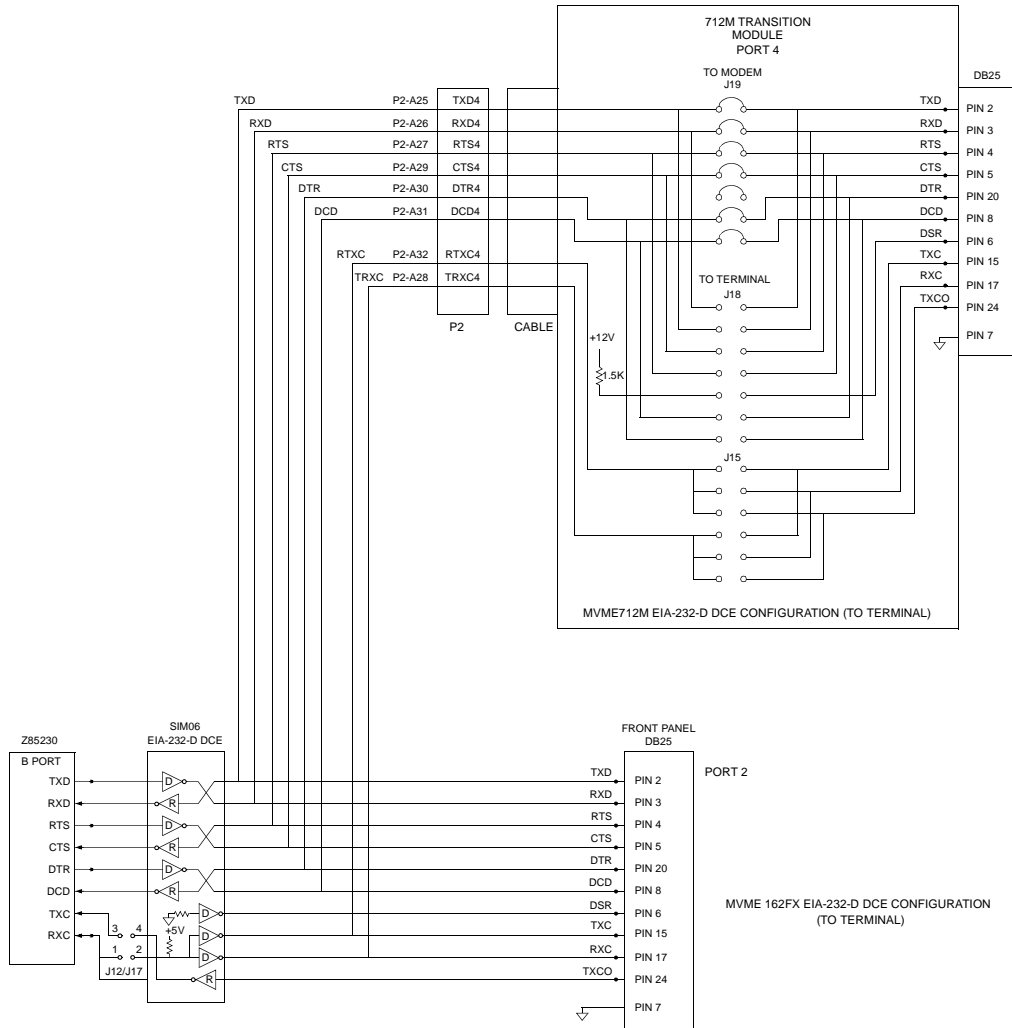 712M TRANSITION
MODULE
PORT 4
TO MODEM
J19
DB25
TXD P2-A25 TXD4 TXD PIN 2
RXD P2-A26 RXD4 RXD PIN 3
RTS P2-A27 RTS4 RTS PIN 4
CTS P2-A29 CTS4 CTS PIN 5
DTR P2-A30 DTR4 DTR PIN 20
DCD P2-A31 DCD4 DCD PIN 8
DSR PIN 6
RTXC P2-A32 RTXC4 TXC PIN 15
TRXC P2-A28 TRXC4 RXC PIN 17
TXCO PIN 24
PIN 7
TO TERMINAL
J18
P2
CABLE
+12V
1.5K
J15
MVME712M EIA-232-D DCE CONFIGURATION (TO TERMINAL)
Z85230
B PORT
TXD
RXD
RTS
CTS
DTR
DCD
TXC
RXC
SIM06
EIA-232-D DCE
D
R
D
R
D
R
D
+5V
D
D
R
3 4
1 2
J12/J17
FRONT PANEL
DB25
PORT 2
TXD PIN 2
RXD PIN 3
RTS PIN 4
CTS PIN 5
DTR PIN 20
DCD PIN 8
DSR PIN 6
TXC PIN 15
RXC PIN 17
TXCO PIN 24
PIN 7
MVME 162FX EIA-232-D DCE CONFIGURATION
(TO TERMINAL)